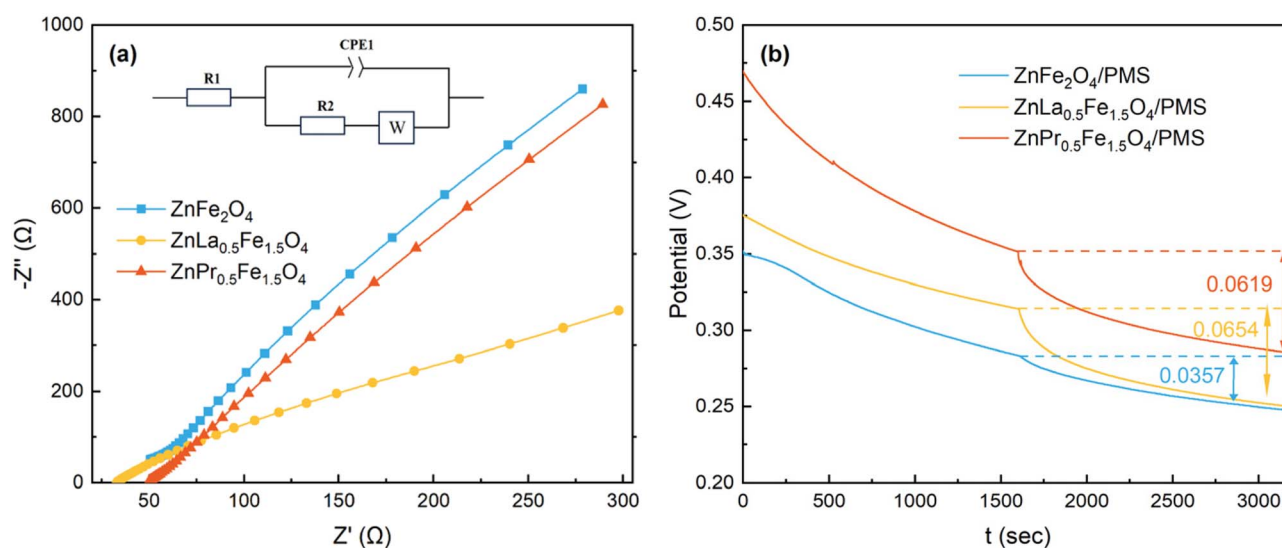 (a)
CPE1
R1
R2
W
ZnFe₂O₄
ZnLa₀.₅Fe₁.₅O₄
ZnPr₀.₅Fe₁.₅O₄
1000
800
600
400
200
0
-Z'' (Ω)
50
100
150
200
250
300
Z' (Ω)
(b)
ZnFe₂O₄/PMS
ZnLa₀.₅Fe₁.₅O₄/PMS
ZnPr₀.₅Fe₁.₅O₄/PMS
0.50
0.45
0.40
0.35
0.30
0.25
0.20
Potential (V)
0.0619
0.0654
0.0357
0
500
1000
1500
2000
2500
3000
t (sec)